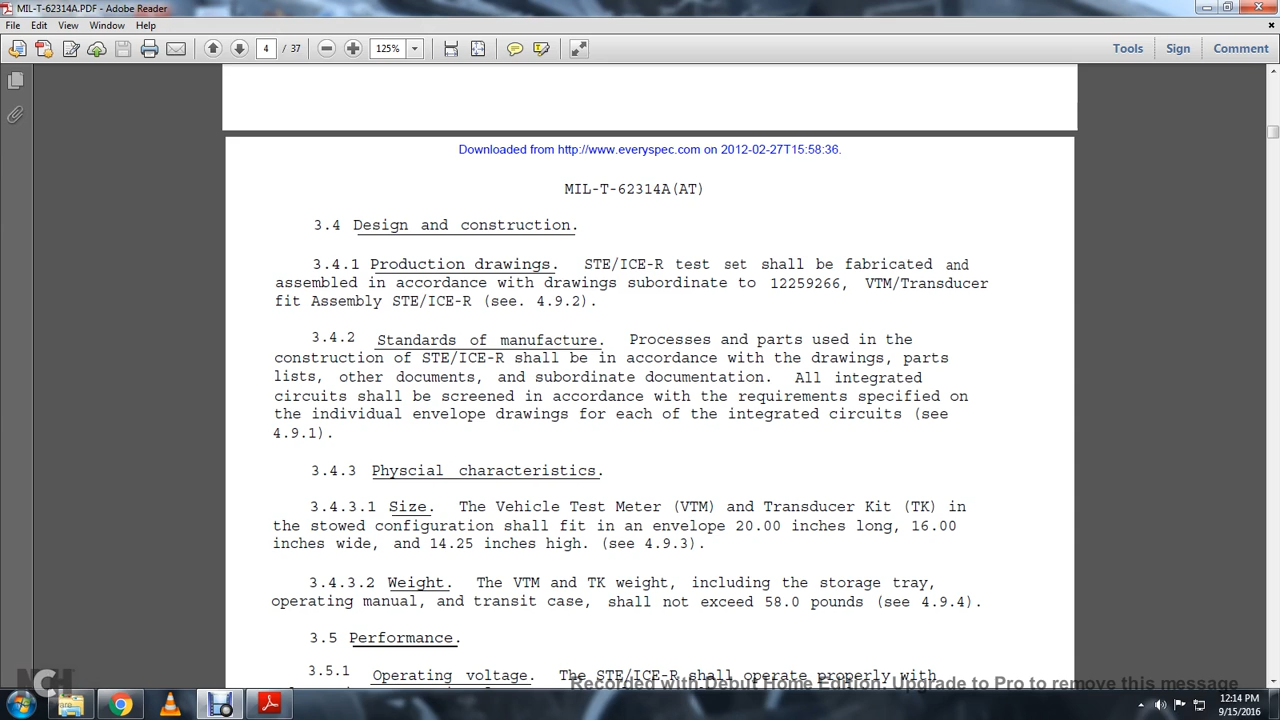 MIL-T-62314A.PDF - Adobe Reader
File Edit View Window Help
4 / 37 125% Tools Sign Comment
Downloaded from http://www.everyspec.com on 2012-02-27T15:58:36.
MIL-T-62314A(AT)
3.4 Design and construction.
3.4.1 Production drawings. STE/ICE-R test set shall be fabricated and
assembled in accordance with drawings subordinate to 12259266, VTM/Transducer
fit Assembly STE/ICE-R (see. 4.9.2).
3.4.2 Standards of manufacture. Processes and parts used in the
construction of STE/ICE-R shall be in accordance with the drawings, parts
lists, other documents, and subordinate documentation. All integrated
circuits shall be screened in accordance with the requirements specified on
the individual envelope drawings for each of the integrated circuits (see
4.9.1).
3.4.3 Physcial characteristics.
3.4.3.1 Size. The Vehicle Test Meter (VTM) and Transducer Kit (TK) in
the stowed configuration shall fit in an envelope 20.00 inches long, 16.00
inches wide, and 14.25 inches high. (see 4.9.3).
3.4.3.2 Weight. The VTM and TK weight, including the storage tray,
operating manual, and transit case, shall not exceed 58.0 pounds (see 4.9.4).
3.5 Performance.
3.5.1 Operating voltage. The STE/ICE-R shall operate properly with
Recorded with Debut Home Edition. Upgrade to Pro to remove this message
12:14 PM
9/15/2016